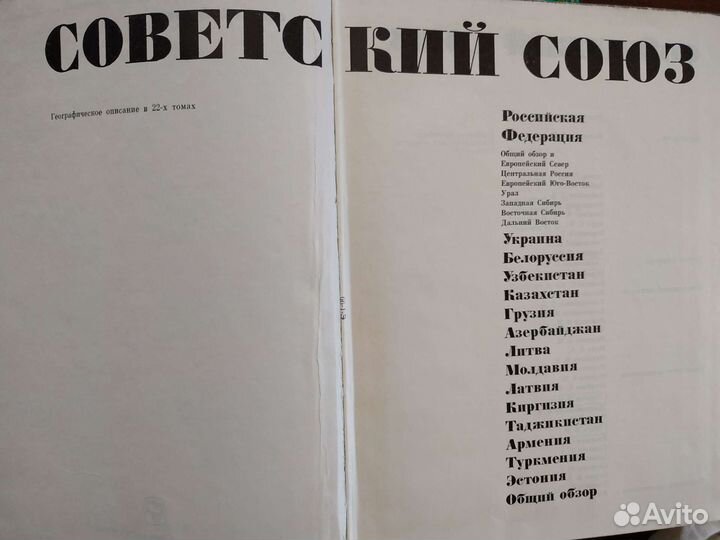 СОВЕТСКИЙ СОЮЗ
Географическое описание в 22-х томах
Российская
Федерация
Общий обзор и
Европейский Север
Центральная Россия
Европейский Юго-Восток
Урал
Западная Сибирь
Восточная Сибирь
Дальний Восток
Украина
Белоруссия
Узбекистан
Казахстан
Грузия
Азербайджан
Литва
Молдавия
Латвия
Киргизия
Таджикистан
Армения
Туркмения
Эстония
Общий обзор
Avito